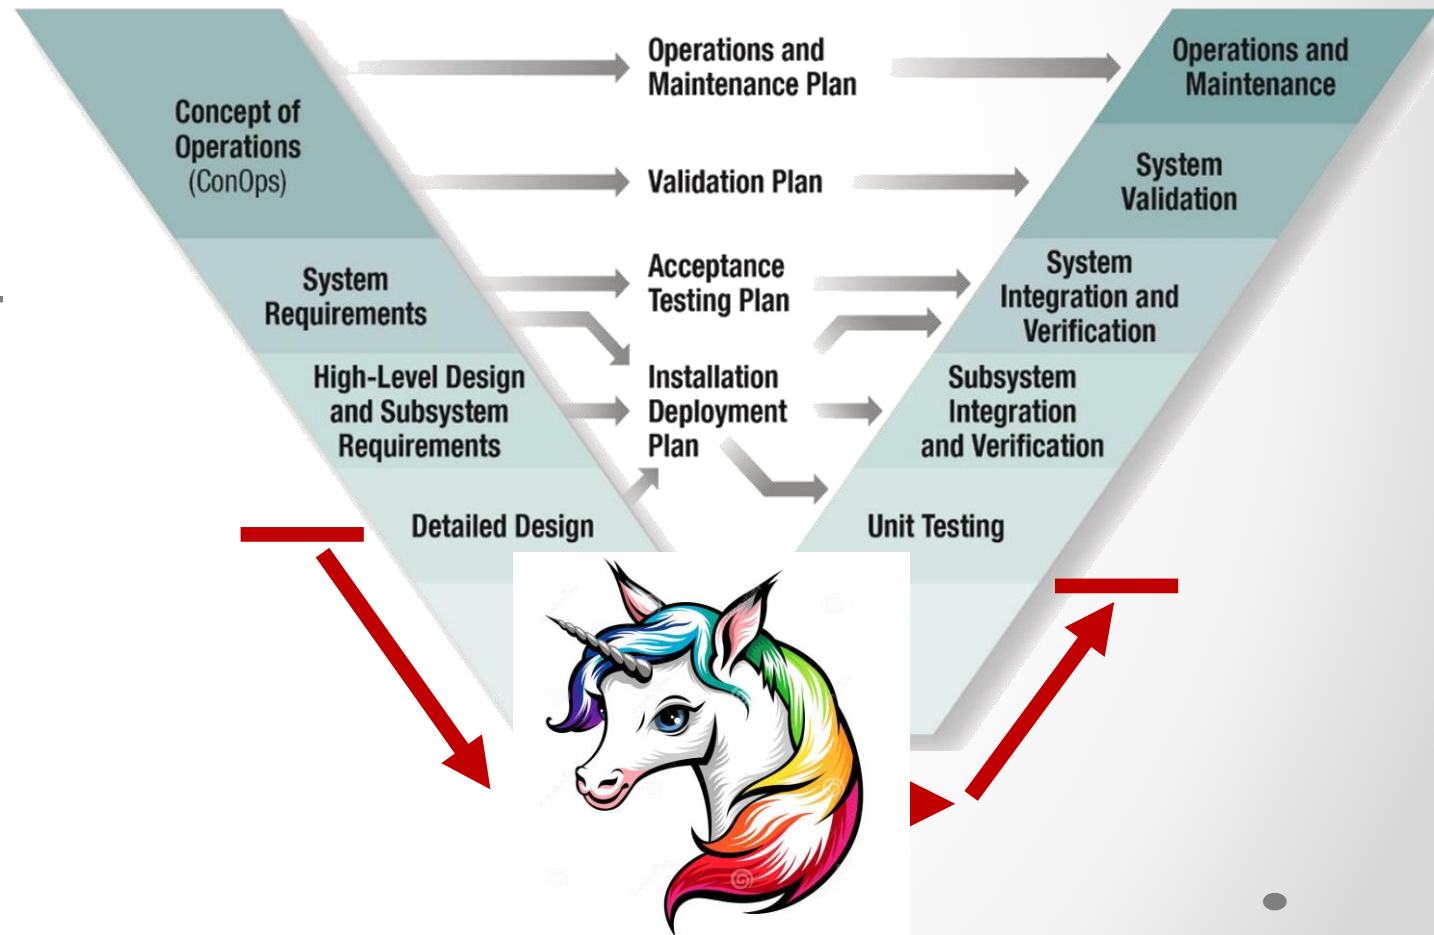 Concept of
Operations
(ConOps)
System
Requirements
High-Level Design
and Subsystem
Requirements
Detailed Design
Operations and
Maintenance Plan
Validation Plan
Acceptance
Testing Plan
Installation
Deployment
Plan
Operations and
Maintenance
System
Validation
System
Integration and
Verification
Subsystem
Integration
and Verification
Unit Testing